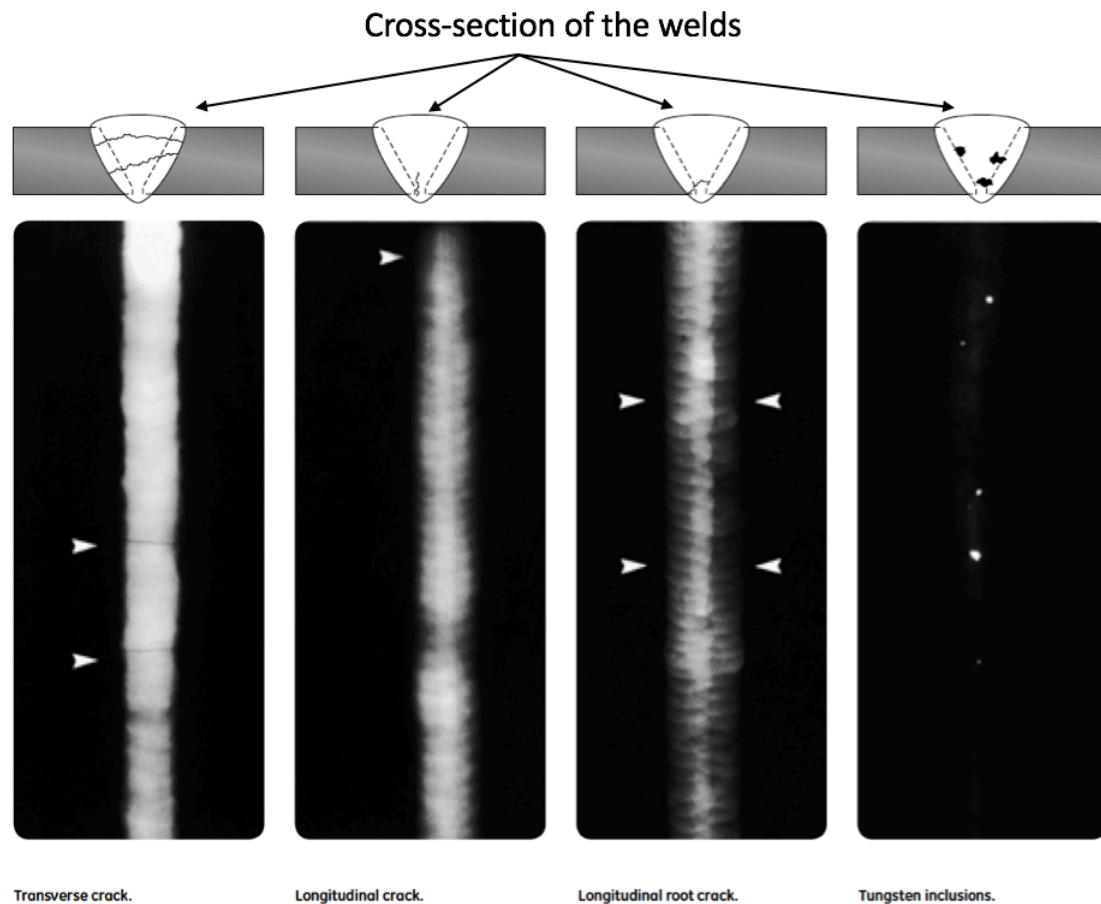 Cross-section of the welds
Transverse crack.
Longitudinal crack.
Longitudinal root crack.
Tungsten inclusions.